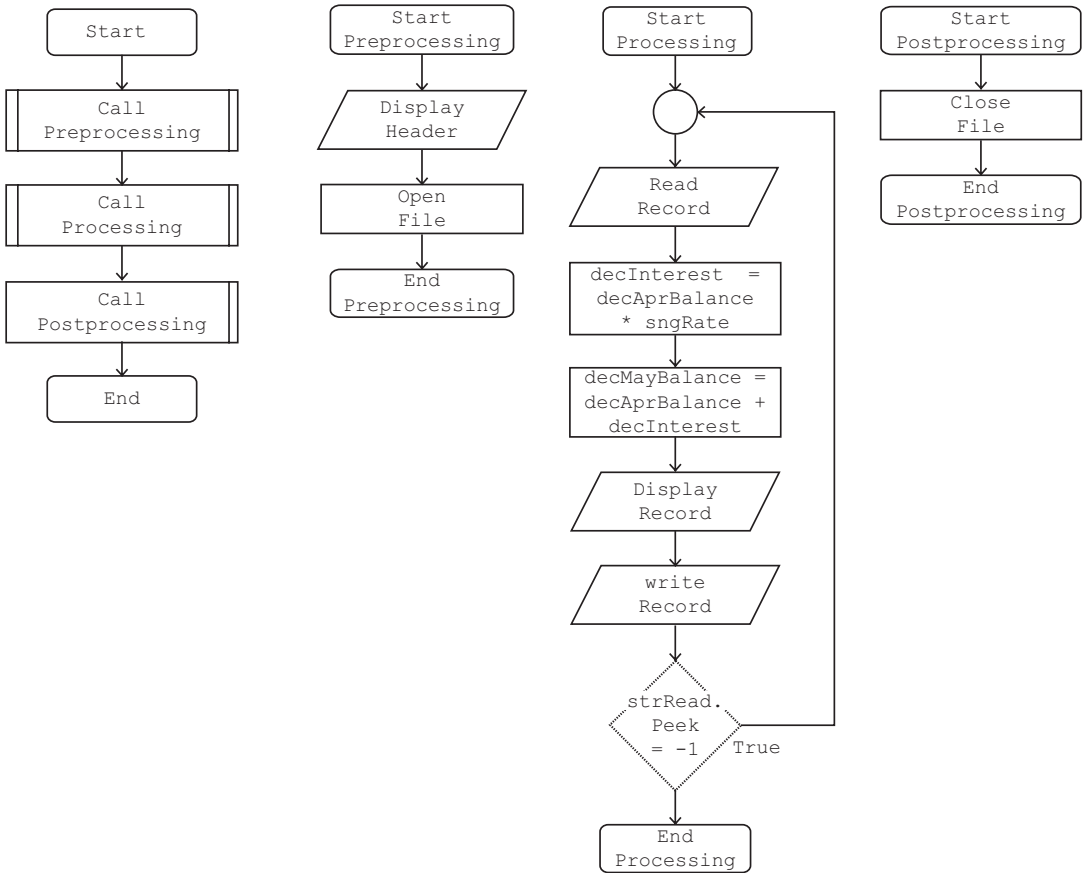 Start
Call
Preprocessing
Call
Processing
Call
Postprocessing
End
Start
Preprocessing
Display
Header
Open
File
End
Preprocessing
Start
Processing
Read
Record
decInterest =
decAprBalance
* sngRate
decMayBalance =
decAprBalance +
decInterest
Display
Record
write
Record
strRead.
Peek
= -1
True
End
Processing
Start
Postprocessing
Close
File
End
Postprocessing